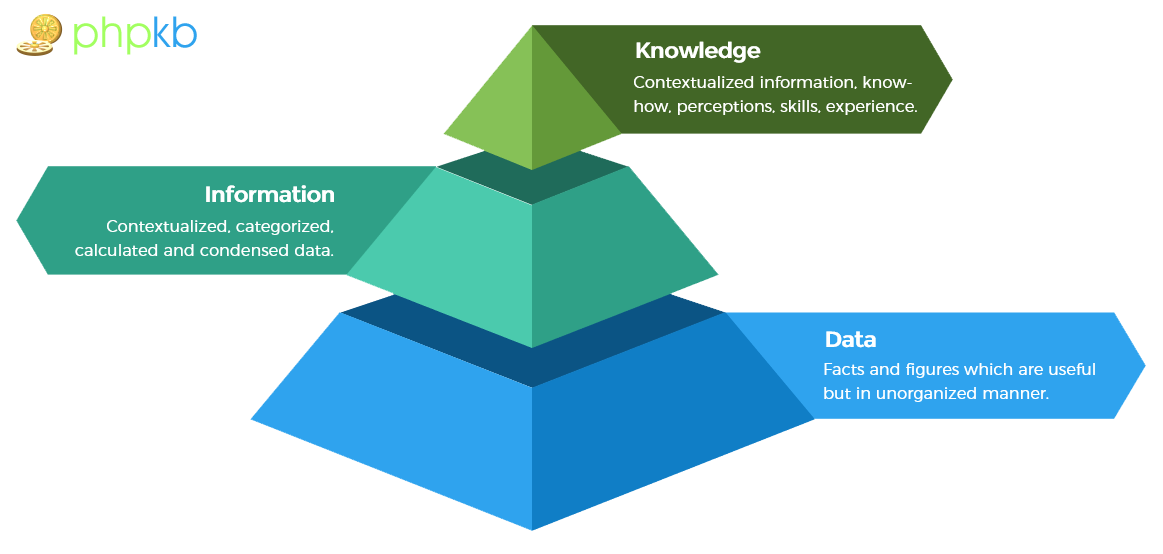 phpkb
Knowledge
Contextualized information, know-
how, perceptions, skills, experience.
Information
Contextualized, categorized,
calculated and condensed data.
Data
Facts and figures which are useful
but in unorganized manner.